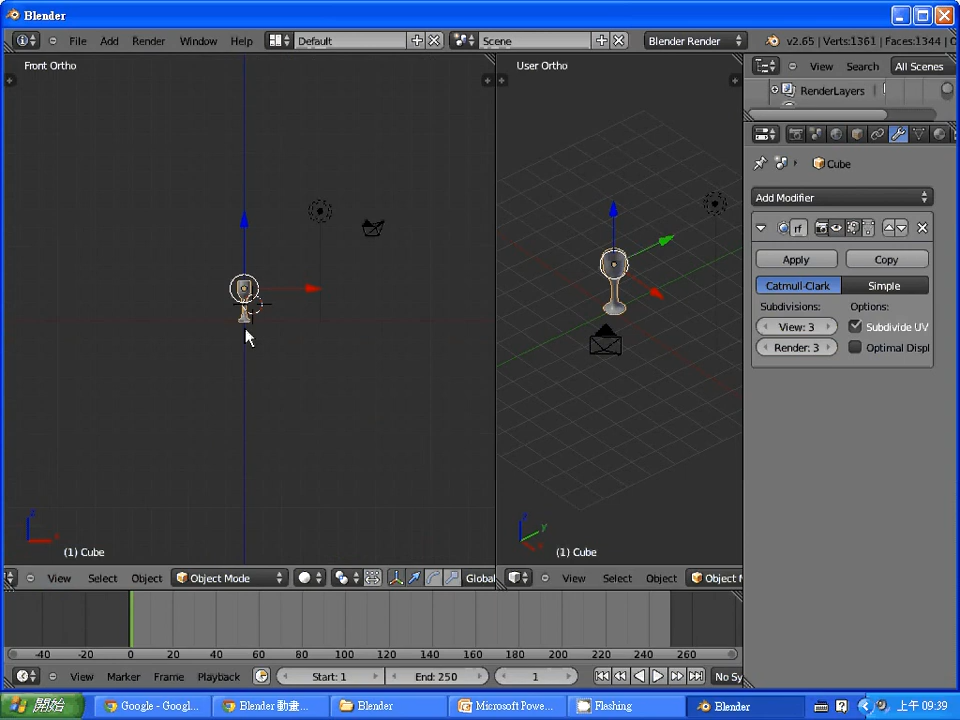 Blender
File Add Render Window Help Default Scene Blender Render v2.65 | Verts:1361 | Faces:1344 | O
Front Ortho
User Ortho
View Search All Scenes
RenderLayers
Cube
Add Modifier
rf
Apply Copy
Catmull-Clark Simple
Subdivisions: Options:
View: 3 Subdivide UV
Render: 3 Optimal Displ
z
x
(1) Cube
z
y
x
(1) Cube
View Select Object Object Mode Global
View Select Object Object M
-40 -20 0 20 40 60 80 100 120 140 160 180 200 220 240 260
View Marker Frame Playback Start: 1 End: 250 1 No Sy
開始 Google - Googl... Blender 動畫... Blender Microsoft Powe... Flashing Blender 上午 09:39